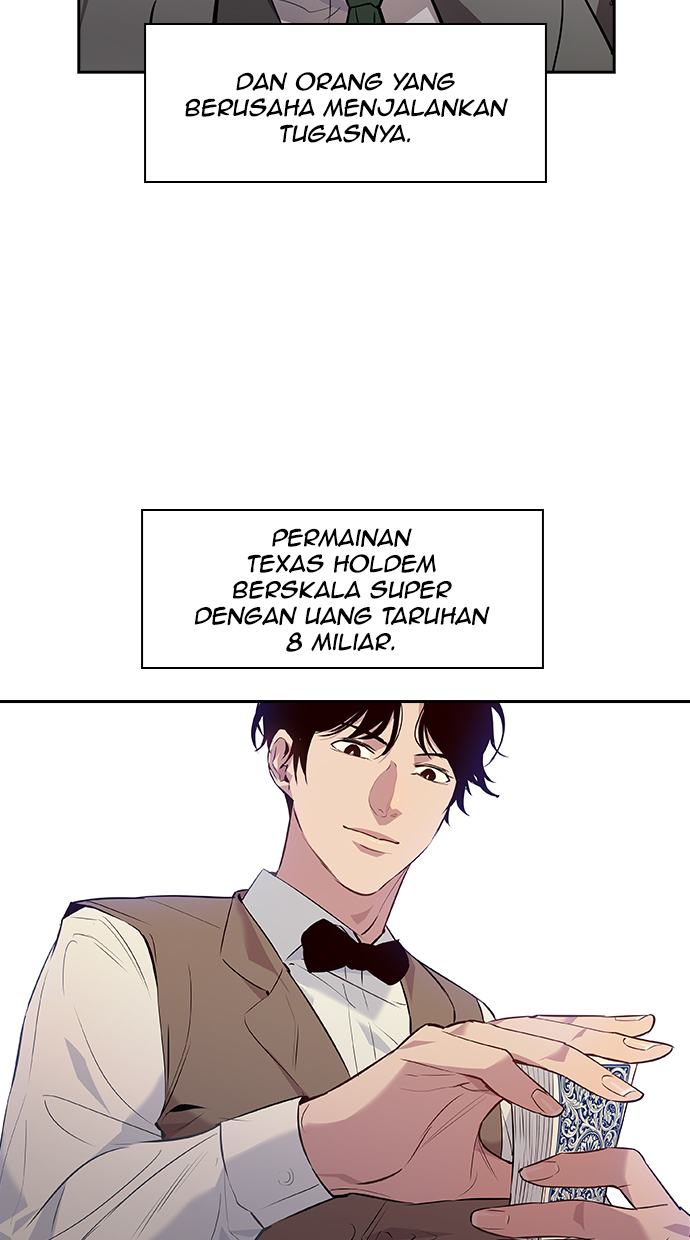 DAN ORANG YANG
BERUSAHA MENJALANKAN
TUGASNYA.
PERMAINAN
TEXAS HOLDEM
BERSKALA SUPER
DENGAN UANG TARUHAN
8 MILIAR.